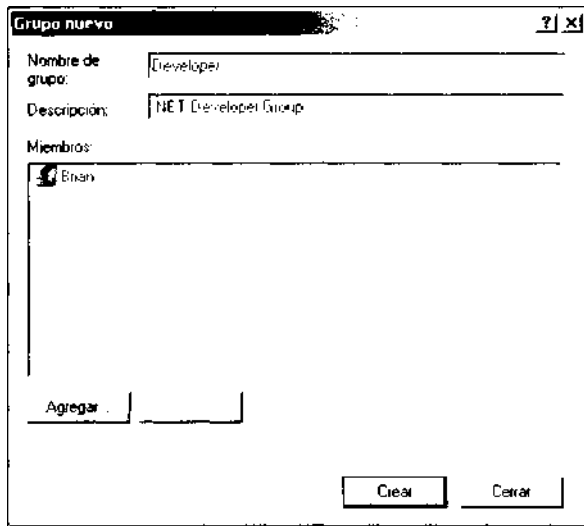 Grupo nuevo
? ×
Nombre de grupo:
Developer
Descripción:
.NET Developer Group
Miembros:
Brian
Agregar...
Crear
Cerrar